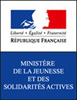 Liberté • Égalité • Fraternité
RÉPUBLIQUE FRANÇAISE
MINISTÈRE
DE LA JEUNESSE
ET DES
SOLIDARITÉS ACTIVES